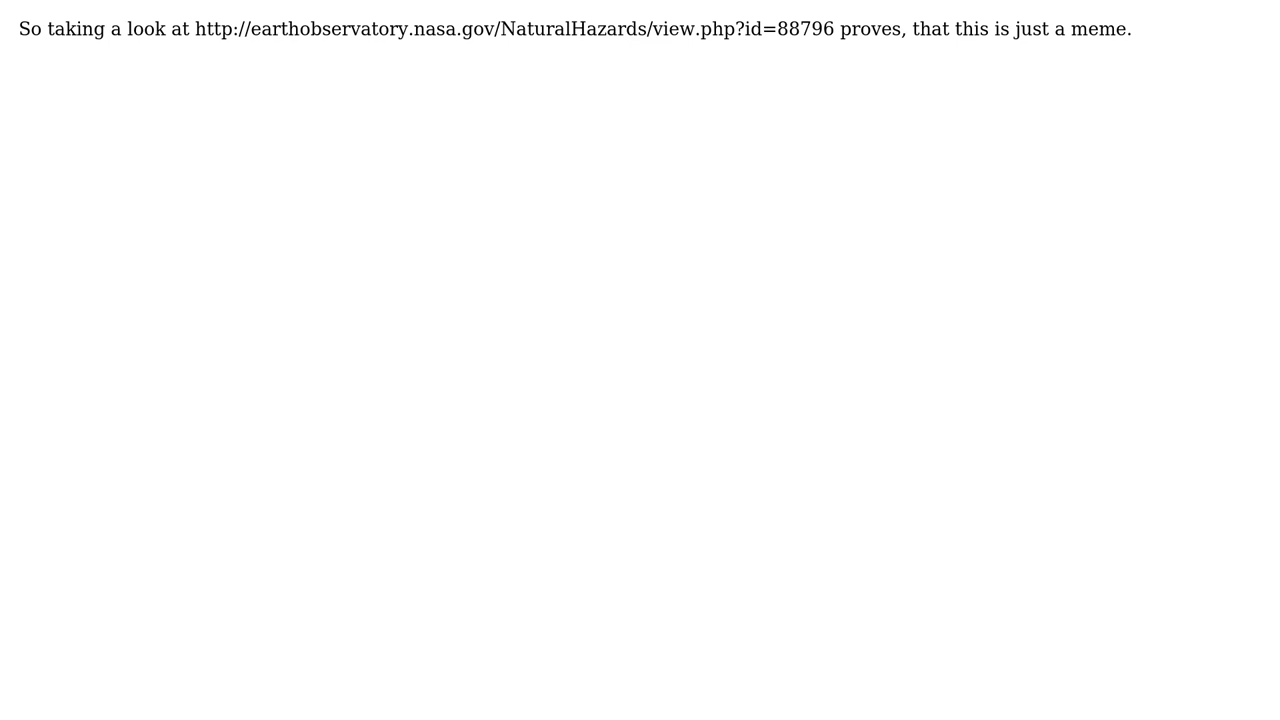 So taking a look at http://earthobservatory.nasa.gov/NaturalHazards/view.php?id=88796 proves, that this is just a meme.